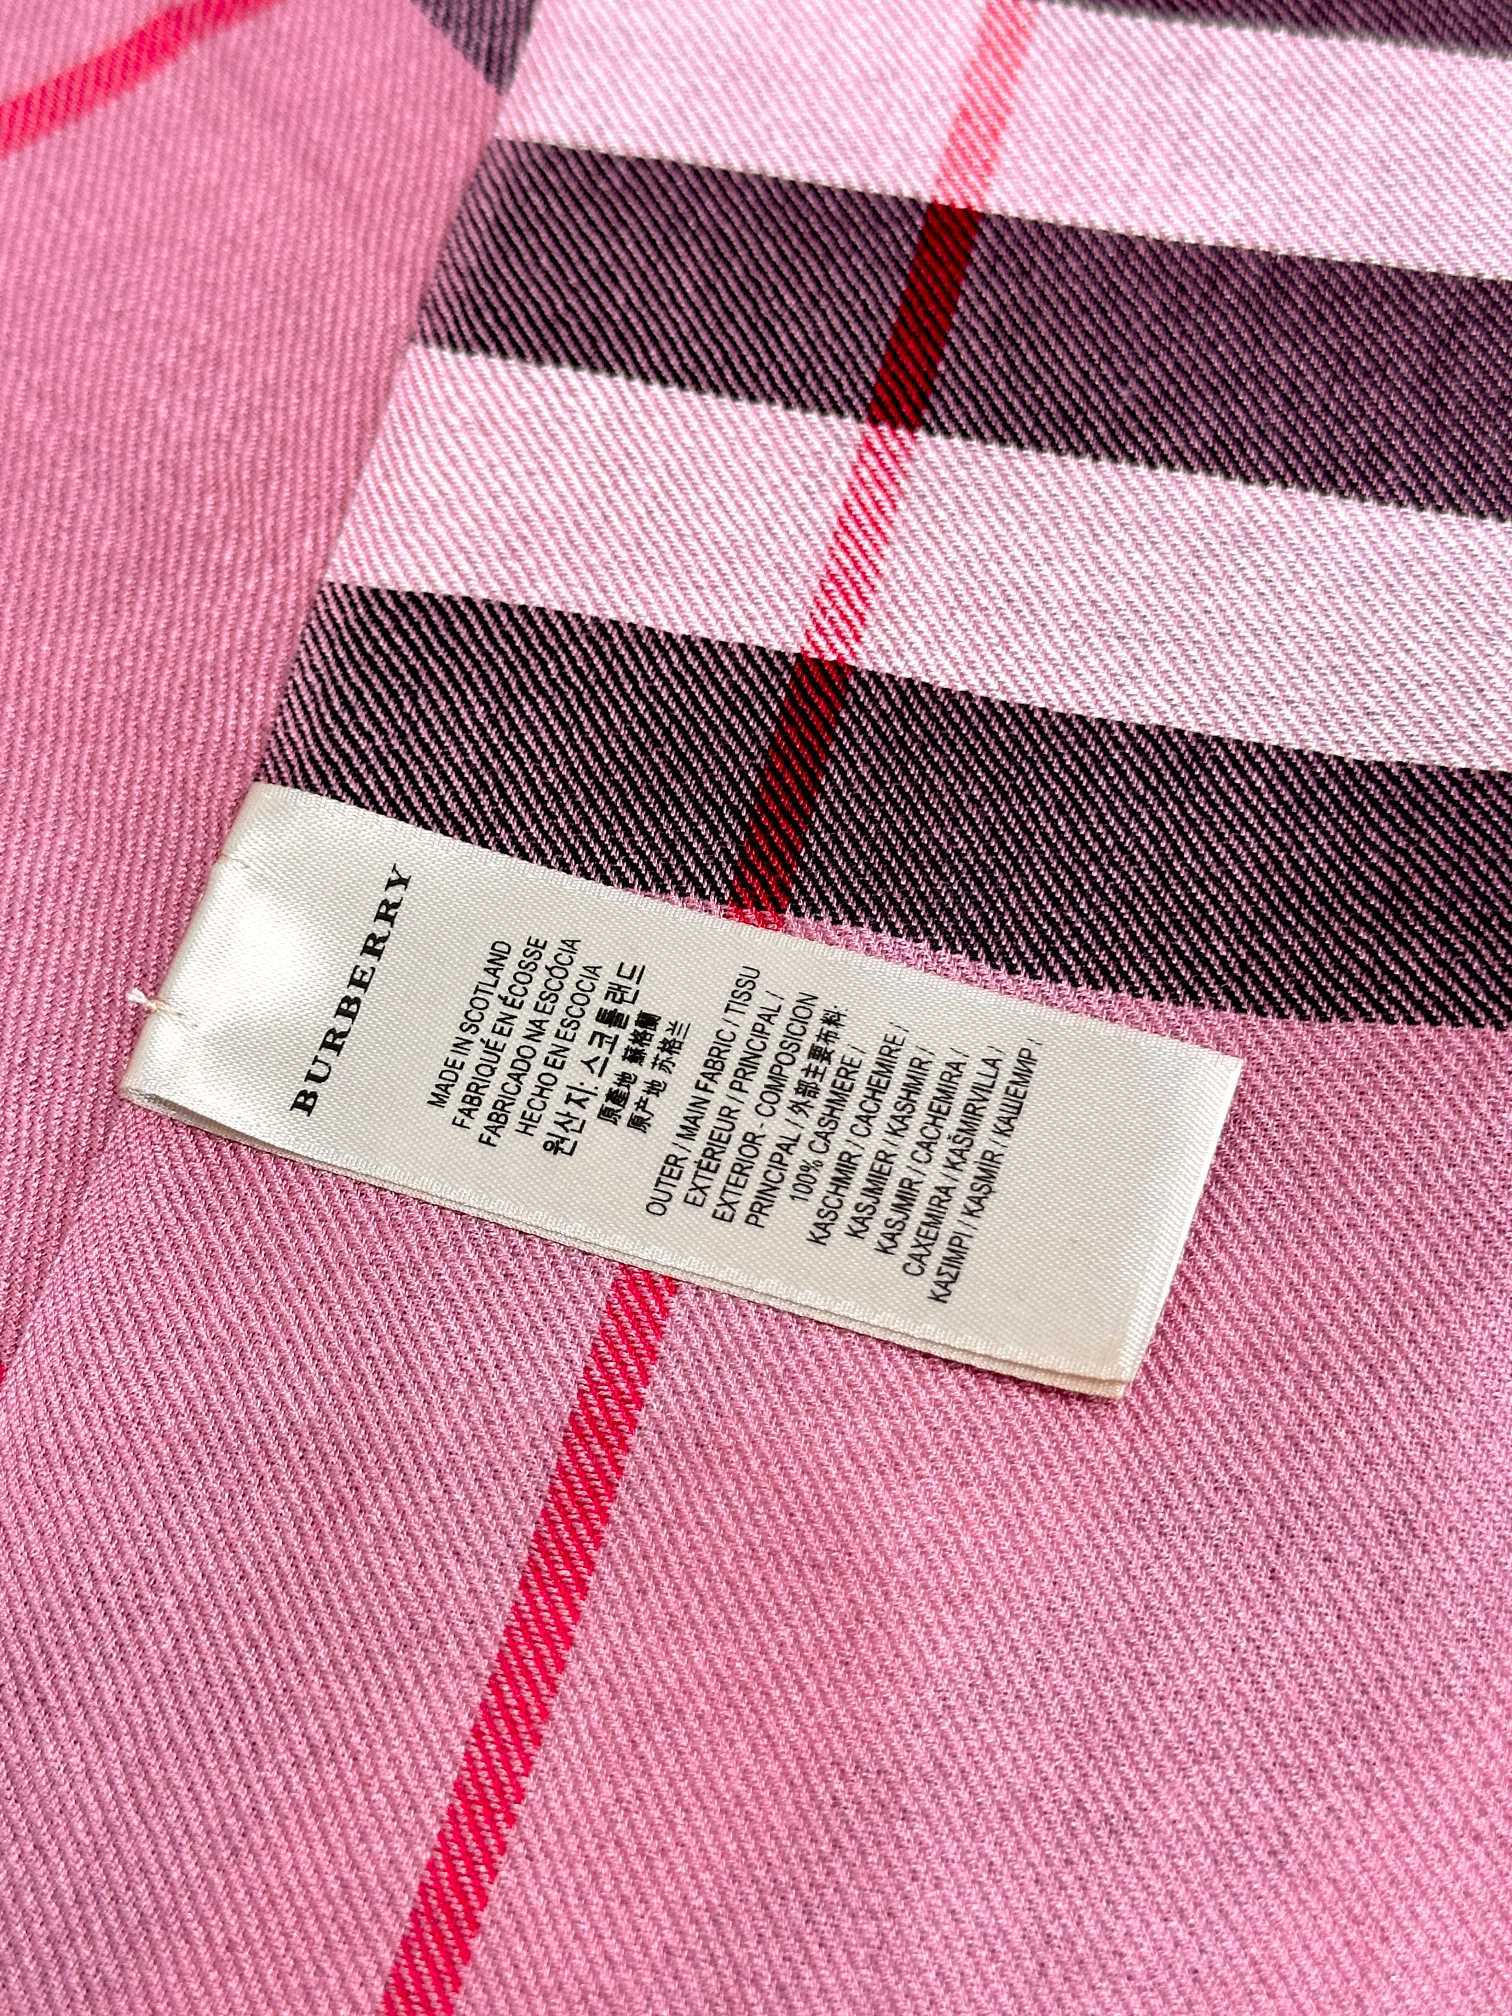 BURBERRY
MADE IN SCOTLAND
FABRIQUÉ EN ÉCOSSE
FABRICADO NA ESCÓCIA
HECHO EN ESCOCIA
원산지: 스코틀랜드
原產地 蘇格蘭
原产地 苏格兰
OUTER / MAIN FABRIC / TISSU
EXTÉRIEUR / PRINCIPAL /
EXTERIOR - COMPOSICION
PRINCIPAL / 外部主要布料:
100% CASHMERE /
KASCHMIR / CACHEMIRE /
KASJMIER / KASHMIR /
KASJMIR / CACHEMIRA /
CAXEMIRA / KAŠMIRVILLA /
ΚΑΣΙΜΙΡΙ / KAŞMİR / КАШЕМИР /